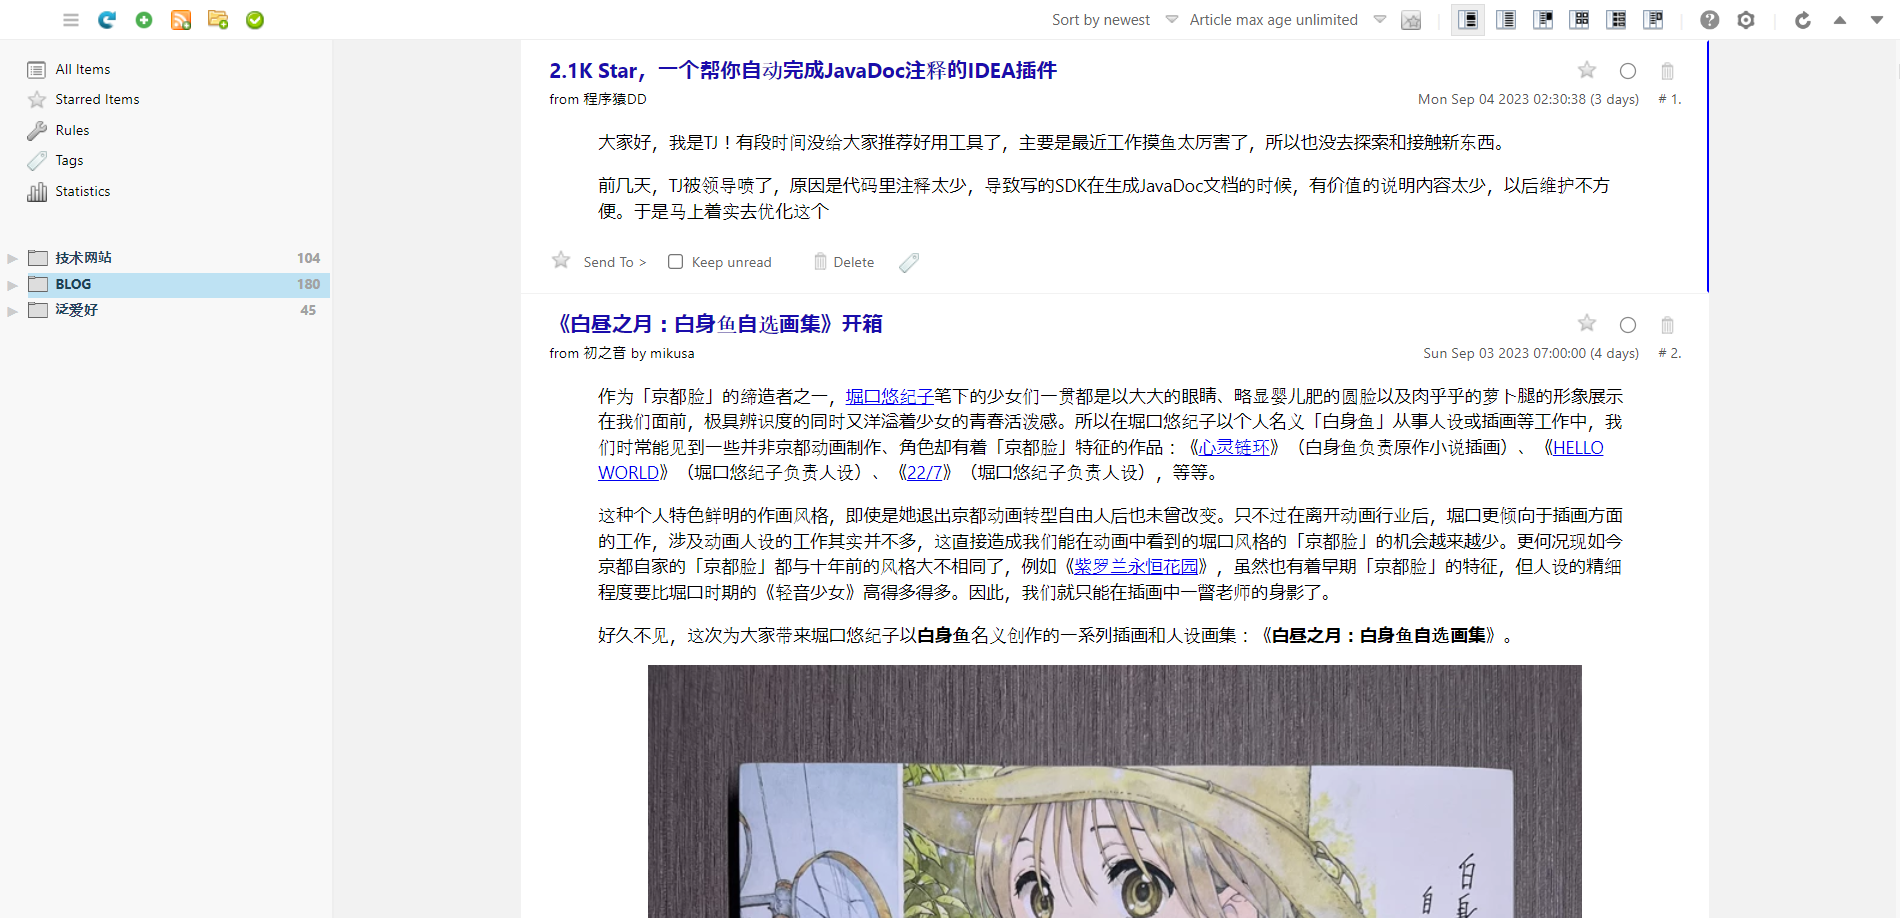 Sort by newest
Article max age unlimited
All Items
Starred Items
Rules
Tags
Statistics
技术网站 104
BLOG 180
泛爱好 45
2.1K Star，一个帮你自动完成JavaDoc注释的IDEA插件
from 程序猿DD
Mon Sep 04 2023 02:30:38 (3 days) # 1.
大家好，我是TJ！有段时间没给大家推荐好用工具了，主要是最近工作摸鱼太厉害了，所以也没去探索和接触新东西。
前几天，TJ被领导喷了，原因是代码里注释太少，导致写的SDK在生成JavaDoc文档的时候，有价值的说明内容太少，以后维护不方
便。于是马上着实去优化这个
Send To >
Keep unread
Delete
《白昼之月：白身鱼自选画集》开箱
from 初之音 by mikusa
Sun Sep 03 2023 07:00:00 (4 days) # 2.
作为「京都脸」的缔造者之一，堀口悠纪子笔下的少女们一贯都是以大大的眼睛、略显婴儿肥的圆脸以及肉乎乎的萝卜腿的形象展示
在我们面前，极具辨识度的同时又洋溢着少女的青春活泼感。所以在堀口悠纪子以个人名义「白身鱼」从事人设或插画等工作中，我
们时常能见到一些并非京都动画制作、角色却有着「京都脸」特征的作品：《心灵链环》（白身鱼负责原作小说插画）、《HELLO
WORLD》（堀口悠纪子负责人设）、《22/7》（堀口悠纪子负责人设），等等。
这种个人特色鲜明的作画风格，即使是她退出京都动画转型自由人后也未曾改变。只不过在离开动画行业后，堀口更倾向于插画方面
的工作，涉及动画人设的工作其实并不多，这直接造成我们能在动画中看到的堀口风格的「京都脸」的机会越来越少。更何况现如今
京都自家的「京都脸」都与十年前的风格大不相同了，例如《紫罗兰永恒花园》，虽然也有着早期「京都脸」的特征，但人设的精细
程度要比堀口时期的《轻音少女》高得多得多。因此，我们就只能在插画中一瞥老师的身影了。
好久不见，这次为大家带来堀口悠纪子以白身鱼名义创作的一系列插画和人设画集：《白昼之月：白身鱼自选画集》。
白身
自